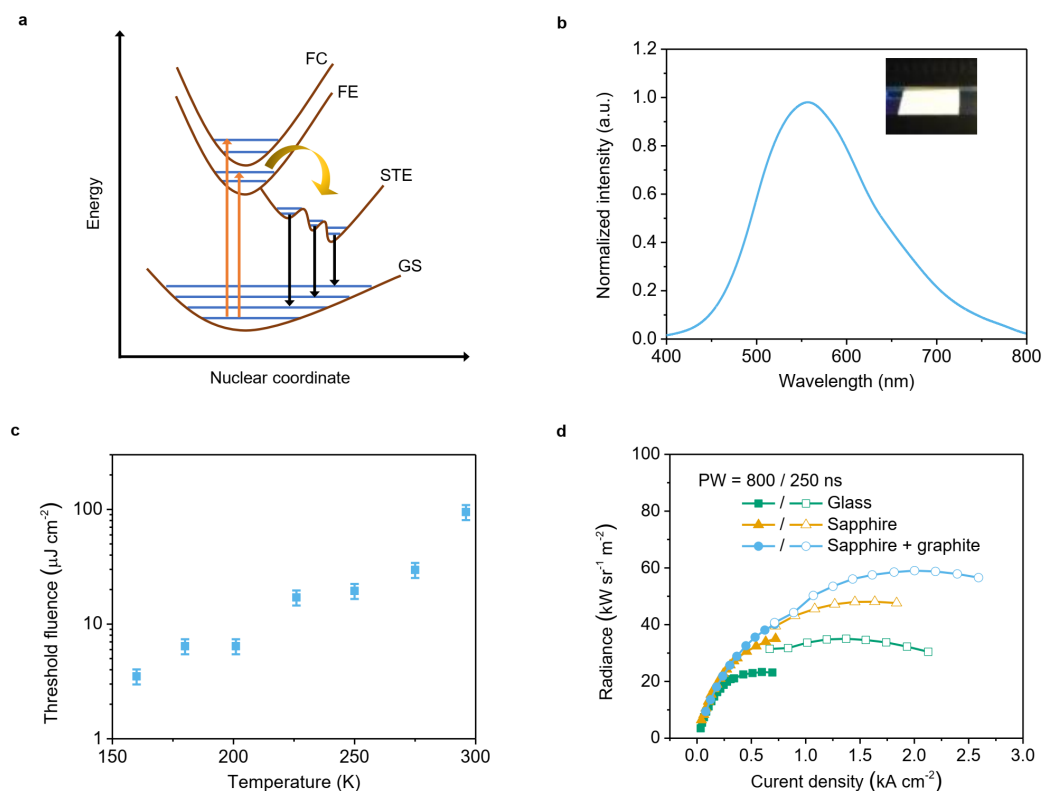 a
FC
FE
STE
GS
Energy
Nuclear coordinate
b
1.2
1.0
0.8
0.6
0.4
0.2
0.0
400 500 600 700 800
Normalized intensity (a.u.)
Wavelength (nm)
c
100
10
1
150 200 250 300
Threshold fluence (μJ cm⁻²)
Temperature (K)
d
100
80
60
40
20
0
0.0 0.5 1.0 1.5 2.0 2.5 3.0
PW = 800 / 250 ns
/ Glass
/ Sapphire
/ Sapphire + graphite
Radiance (kW sr⁻¹ m⁻²)
Curent density (kA cm⁻²)